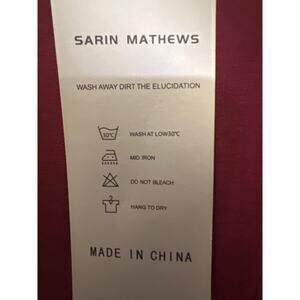 SARIN MATHEWS
WASH AWAY DIRT THE ELUCIDATION
30℃ WASH AT LOW30℃
MID IRON
DO NOT BLEACH
HANG TO DRY
MADE IN CHINA